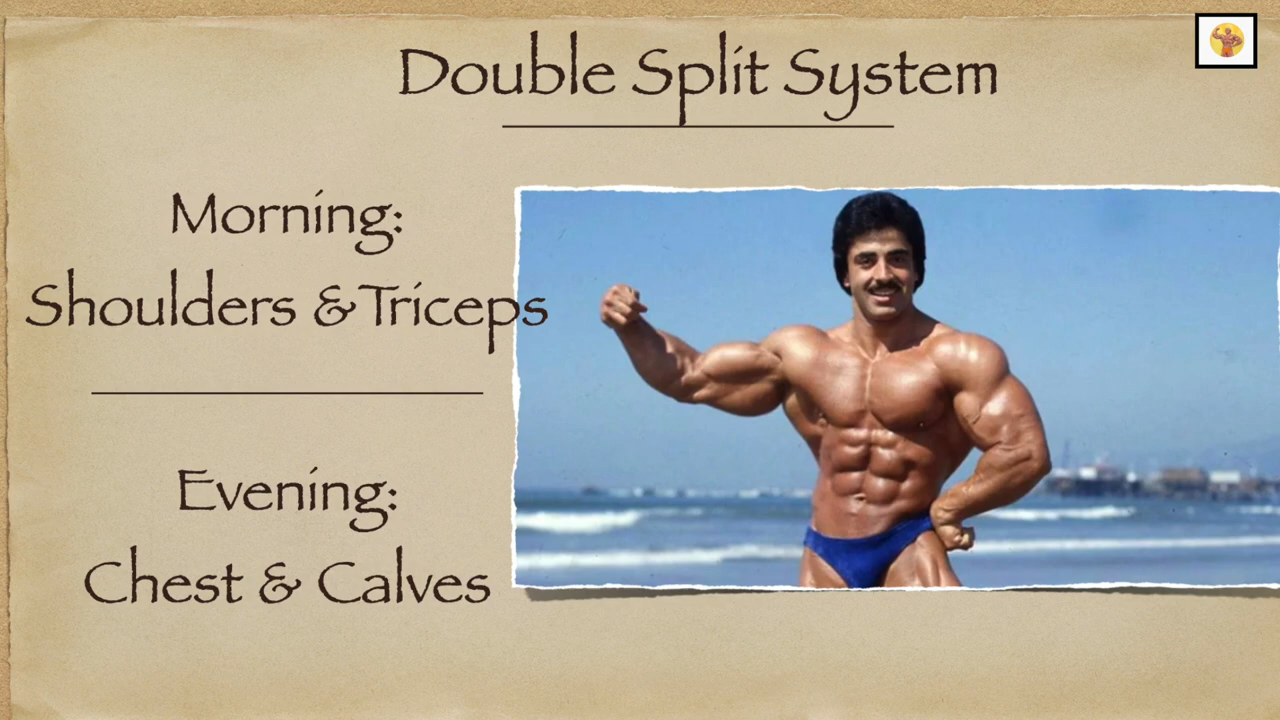 Double Split System
Morning:
Shoulders & Triceps
Evening:
Chest & Calves